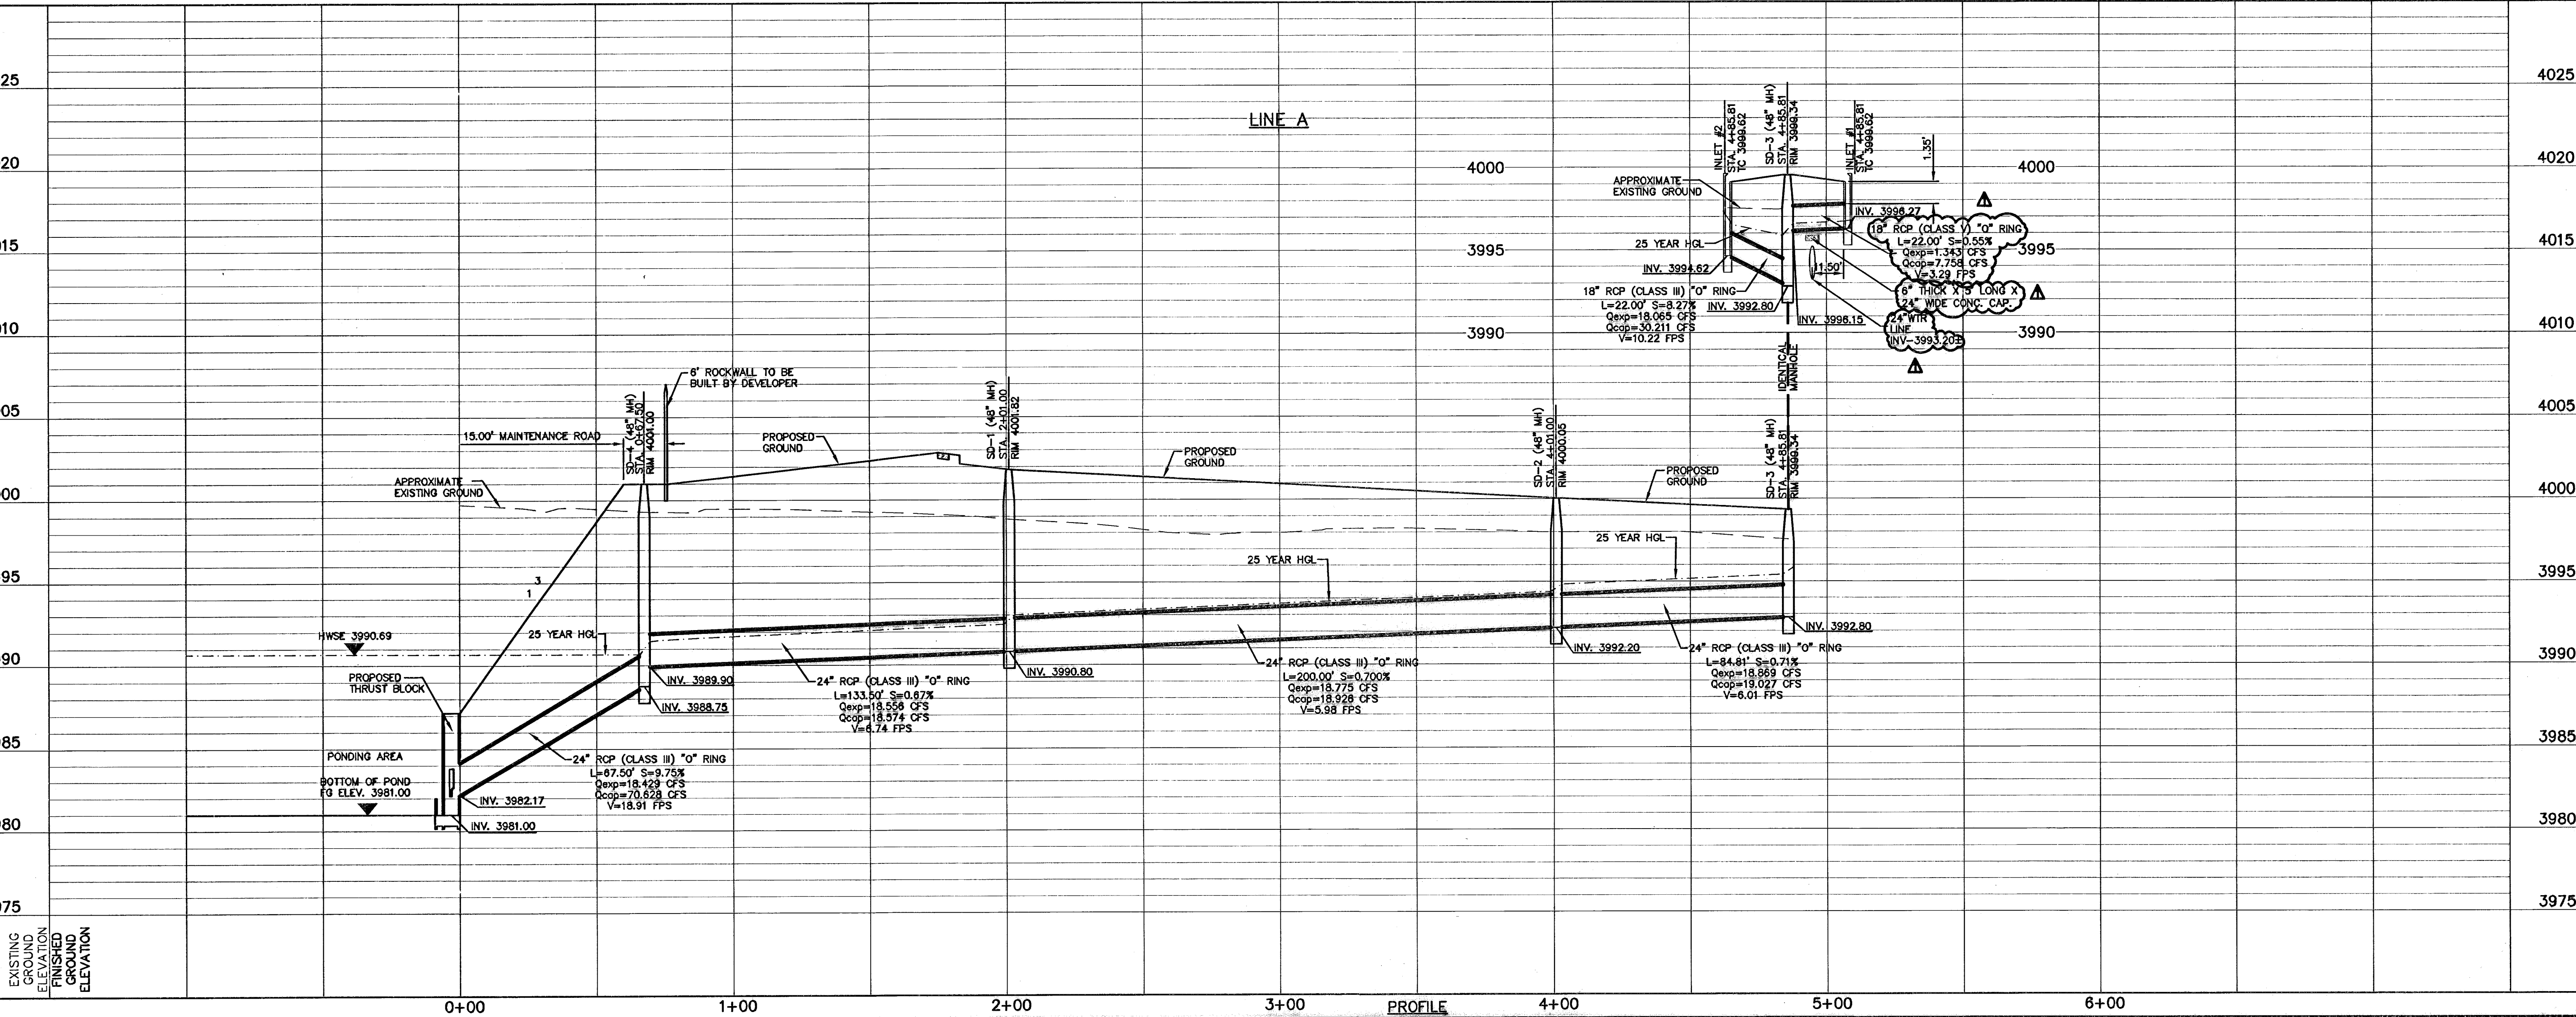 LINE A
25
20
15
10
05
00
95
90
85
80
75
4025
4020
4015
4010
4005
4000
3995
3990
3985
3980
3975
4000
3995
3990
4000
3995
3990
INLET #2
STA. 4+85.81
TC 3999.62
SD-3 (48" MH)
STA. 4+85.81
RIM 3999.34
INLET #1
STA. 4+85.81
TC 3999.62
1.35'
APPROXIMATE
EXISTING GROUND
25 YEAR HGL
INV. 3994.62
18" RCP (CLASS III) "O" RING
L=22.00' S=8.27%
Qexp=18.065 CFS
Qcap=30.211 CFS
V=10.22 FPS
INV. 3992.80
INV. 3996.27
18" RCP (CLASS V) "O" RING
L=22.00' S=0.55%
Qexp=1.343 CFS
Qcap=7.758 CFS
V=3.29 FPS
11.50'
6" THICK X 5' LONG X
24" WIDE CONC. CAP.
INV. 3996.15
24"WTR
LINE
INV-3993.20±
1
1
1
IDENTICAL
MANHOLE
6' ROCKWALL TO BE
BUILT BY DEVELOPER
15.00' MAINTENANCE ROAD
SD-4 (48" MH)
STA. 0+67.50
RIM 4001.00
PROPOSED
GROUND
SD-1 (48" MH)
STA. 2+01.00
RIM 4001.82
PROPOSED
GROUND
SD-2 (48" MH)
STA. 4+01.00
RIM 4000.05
PROPOSED
GROUND
SD-3 (48" MH)
STA. 4+85.81
RIM 3999.34
APPROXIMATE
EXISTING GROUND
3
1
25 YEAR HGL
25 YEAR HGL
HWSE 3990.69
25 YEAR HGL
PROPOSED
THRUST BLOCK
INV. 3989.90
INV. 3988.75
24" RCP (CLASS III) "O" RING
L=133.50' S=0.67%
Qexp=18.556 CFS
Qcap=18.574 CFS
V=6.74 FPS
INV. 3990.80
24" RCP (CLASS III) "O" RING
L=200.00' S=0.700%
Qexp=18.775 CFS
Qcap=18.926 CFS
V=5.98 FPS
INV. 3992.20
24" RCP (CLASS III) "O" RING
L=84.81' S=0.71%
Qexp=18.869 CFS
Qcap=19.027 CFS
V=6.01 FPS
INV. 3992.80
PONDING AREA
BOTTOM OF POND
FG ELEV. 3981.00
24" RCP (CLASS III) "O" RING
L=67.50' S=9.75%
Qexp=18.429 CFS
Qcap=70.628 CFS
V=18.91 FPS
INV. 3982.17
INV. 3981.00
EXISTING
GROUND
ELEVATION
FINISHED
GROUND
ELEVATION
0+00
1+00
2+00
3+00
4+00
5+00
6+00
PROFILE